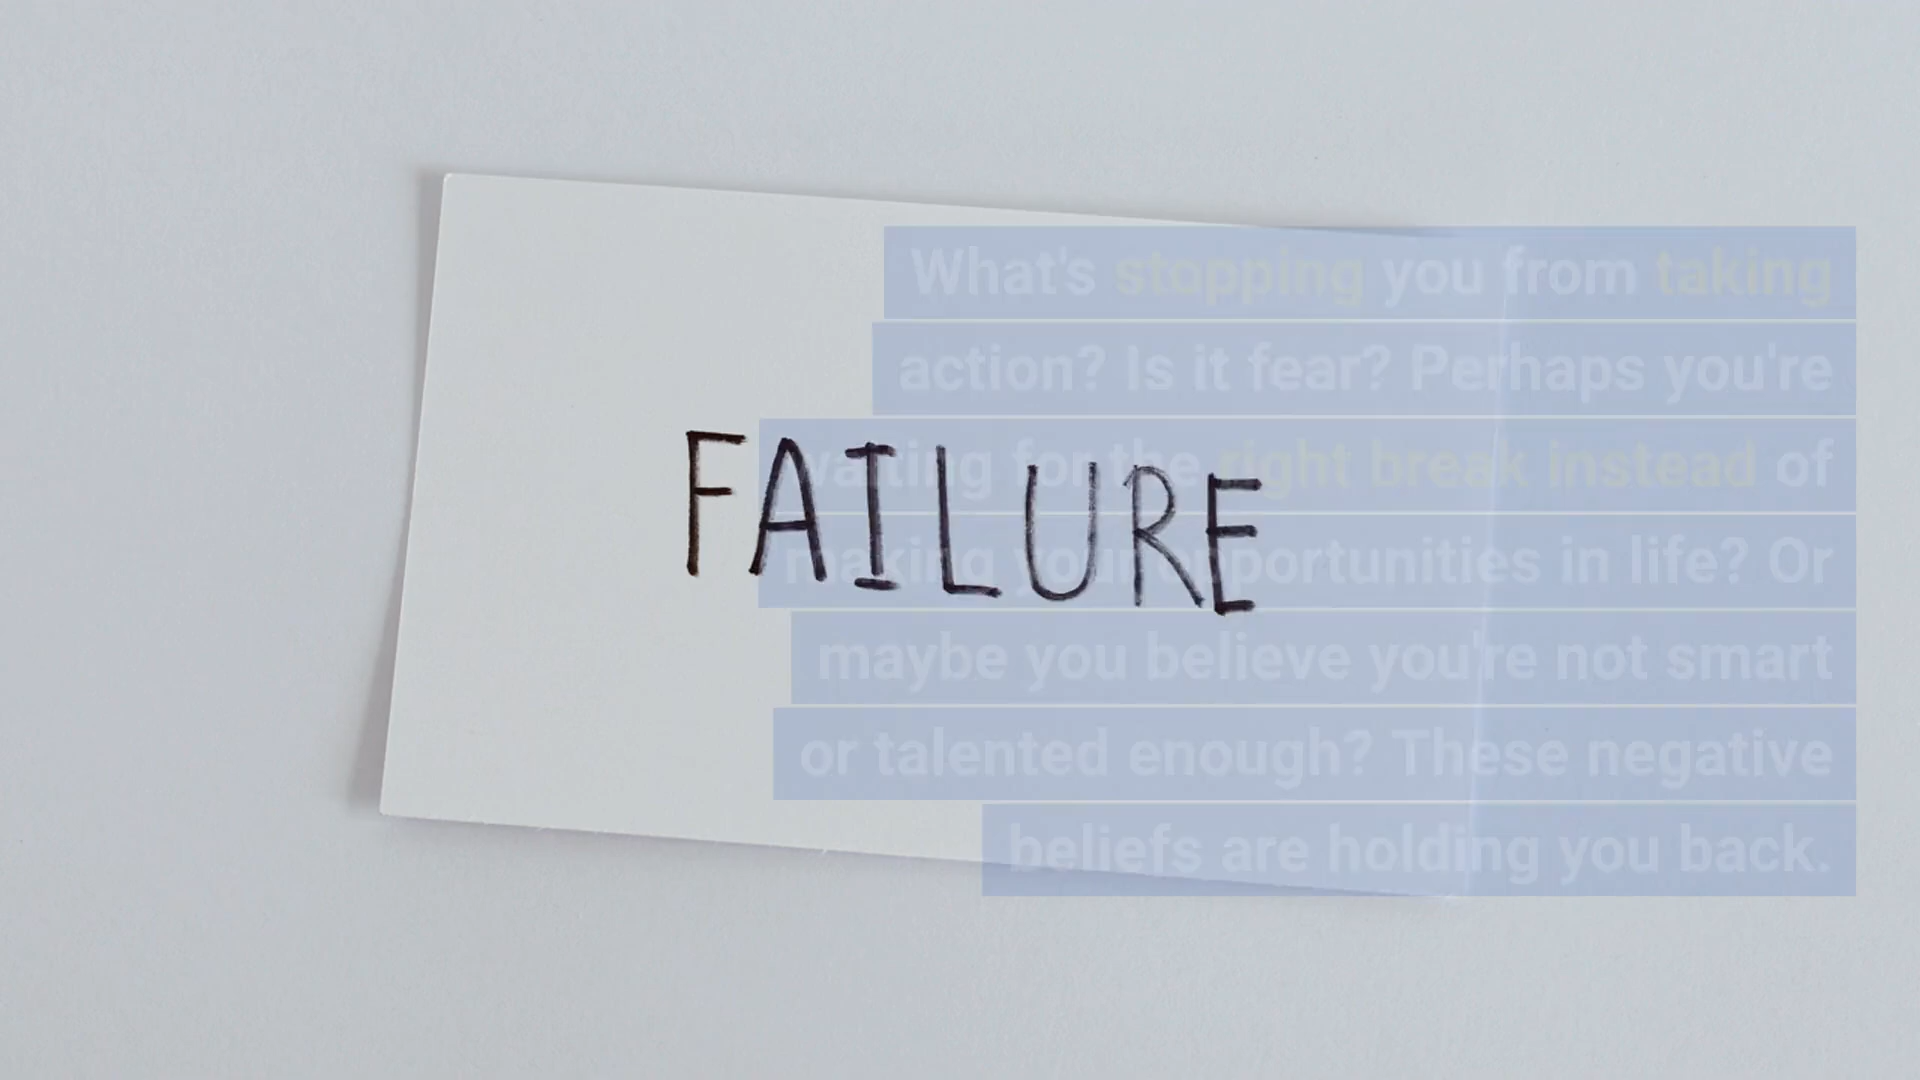 FAILURE
What's stopping you from taking
action? Is it fear? Perhaps you're
waiting for the right break instead of
making your opportunities in life? Or
maybe you believe you're not smart
or talented enough? These negative
beliefs are holding you back.